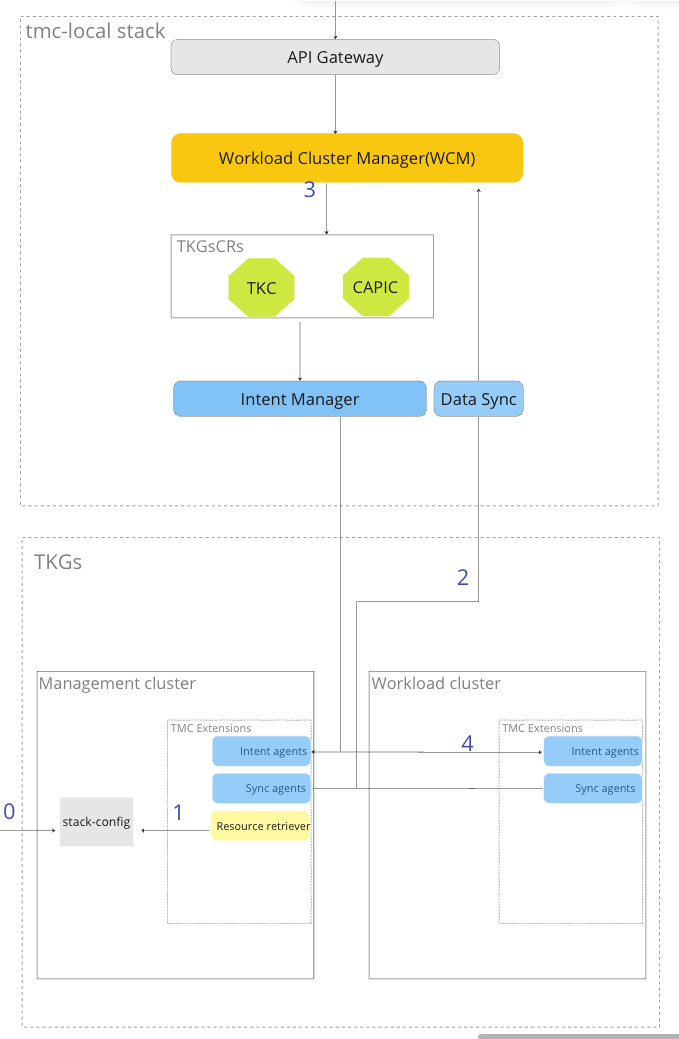 tmc-local stack
API Gateway
Workload Cluster Manager(WCM)
3
TKGsCRs
TKC
CAPIC
Intent Manager
Data Sync
TKGs
2
Management cluster
TMC Extensions
Intent agents
Sync agents
Resource retriever
0
stack-config
1
Workload cluster
TMC Extensions
4
Intent agents
Sync agents